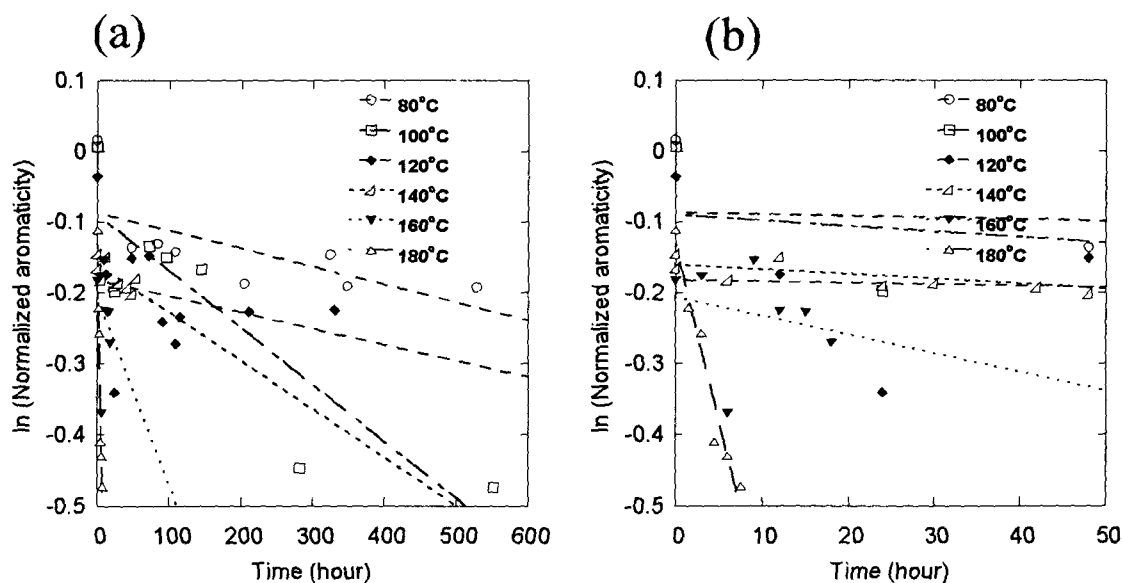 (a)
0.1
0
-0.1
-0.2
-0.3
-0.4
-0.5
ln (Normalized aromaticity)
80°C
100°C
120°C
140°C
160°C
180°C
0 100 200 300 400 500 600
Time (hour)
(b)
0.1
0
-0.1
-0.2
-0.3
-0.4
-0.5
ln (Normalized aromaticity)
80°C
100°C
120°C
140°C
160°C
180°C
0 10 20 30 40 50
Time (hour)